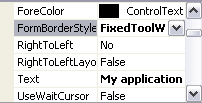 ForeColor ControlText
FormBorderStyle FixedToolW
RightToLeft No
RightToLeftLayo False
Text My application
UseWaitCursor False